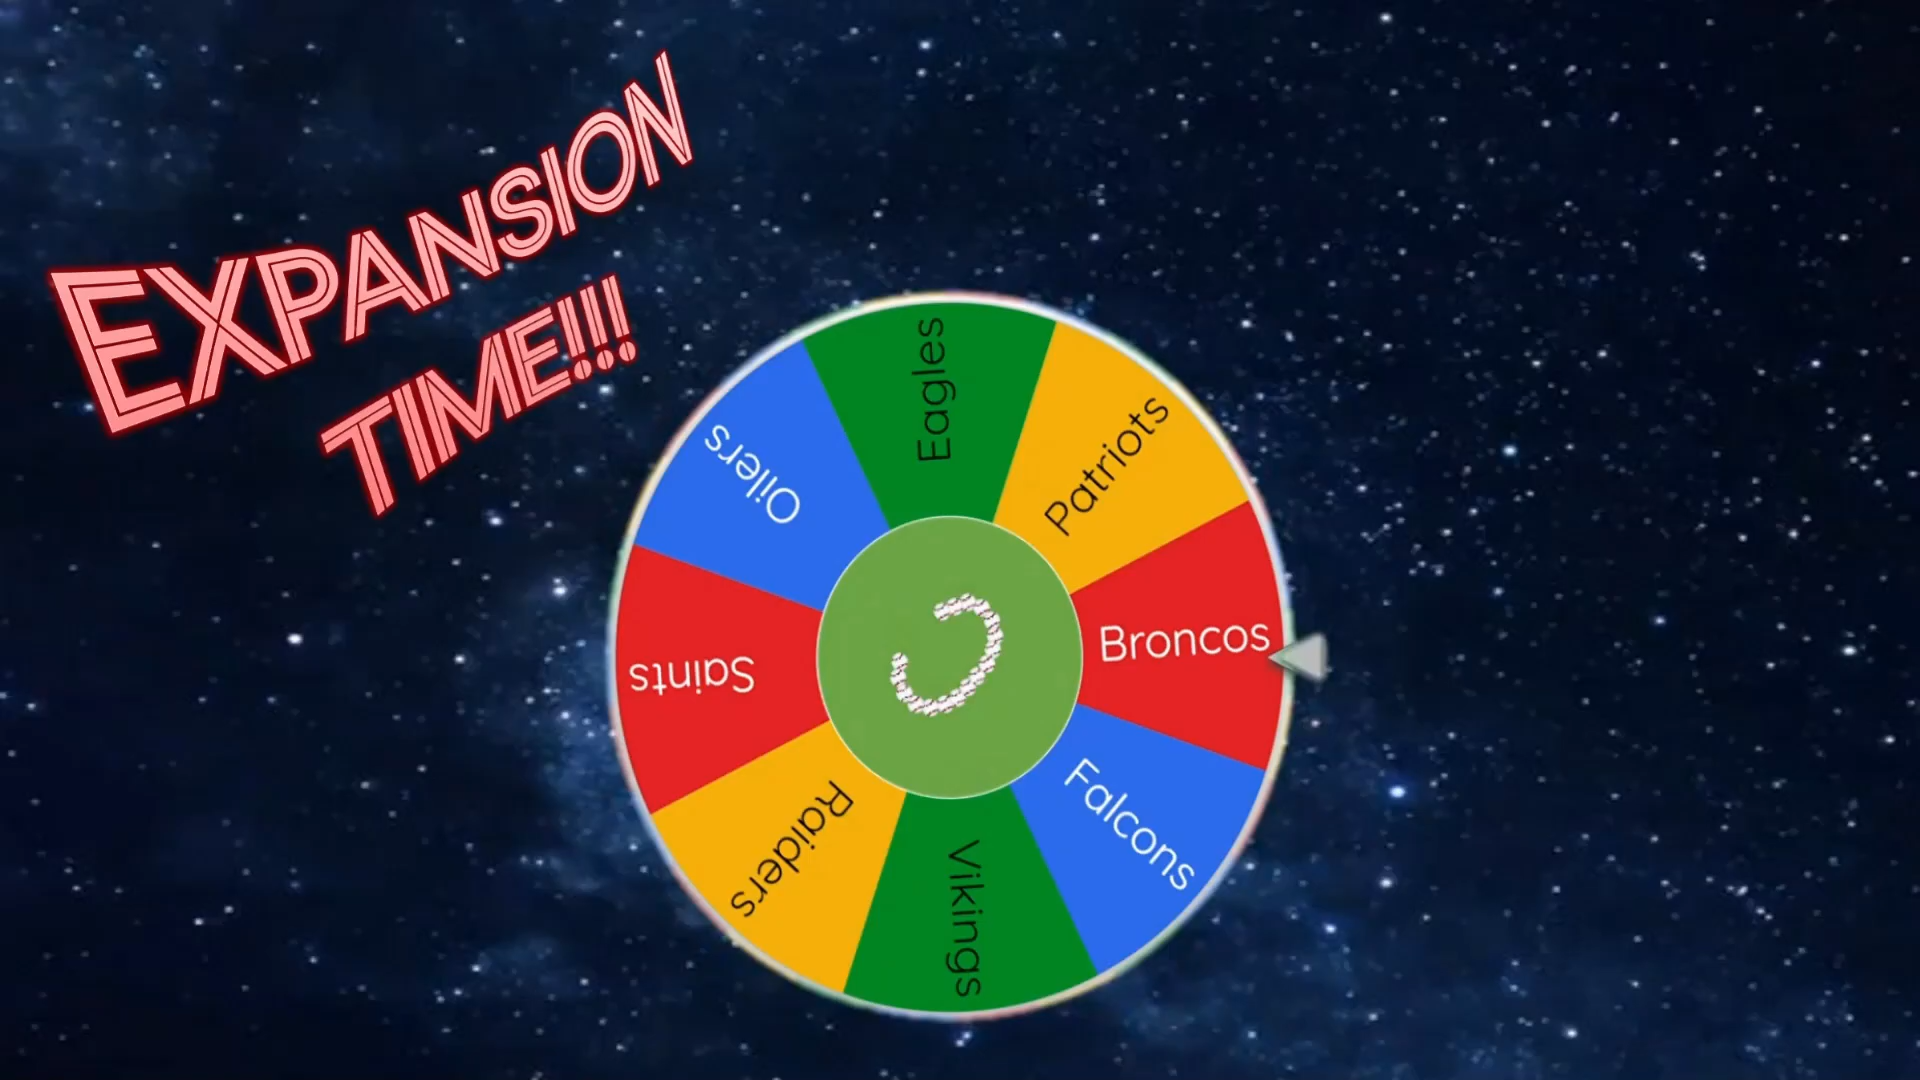 EXPANSION
TIME!!!
Eagles
Patriots
Broncos
Falcons
Vikings
Raiders
Saints
Oilers